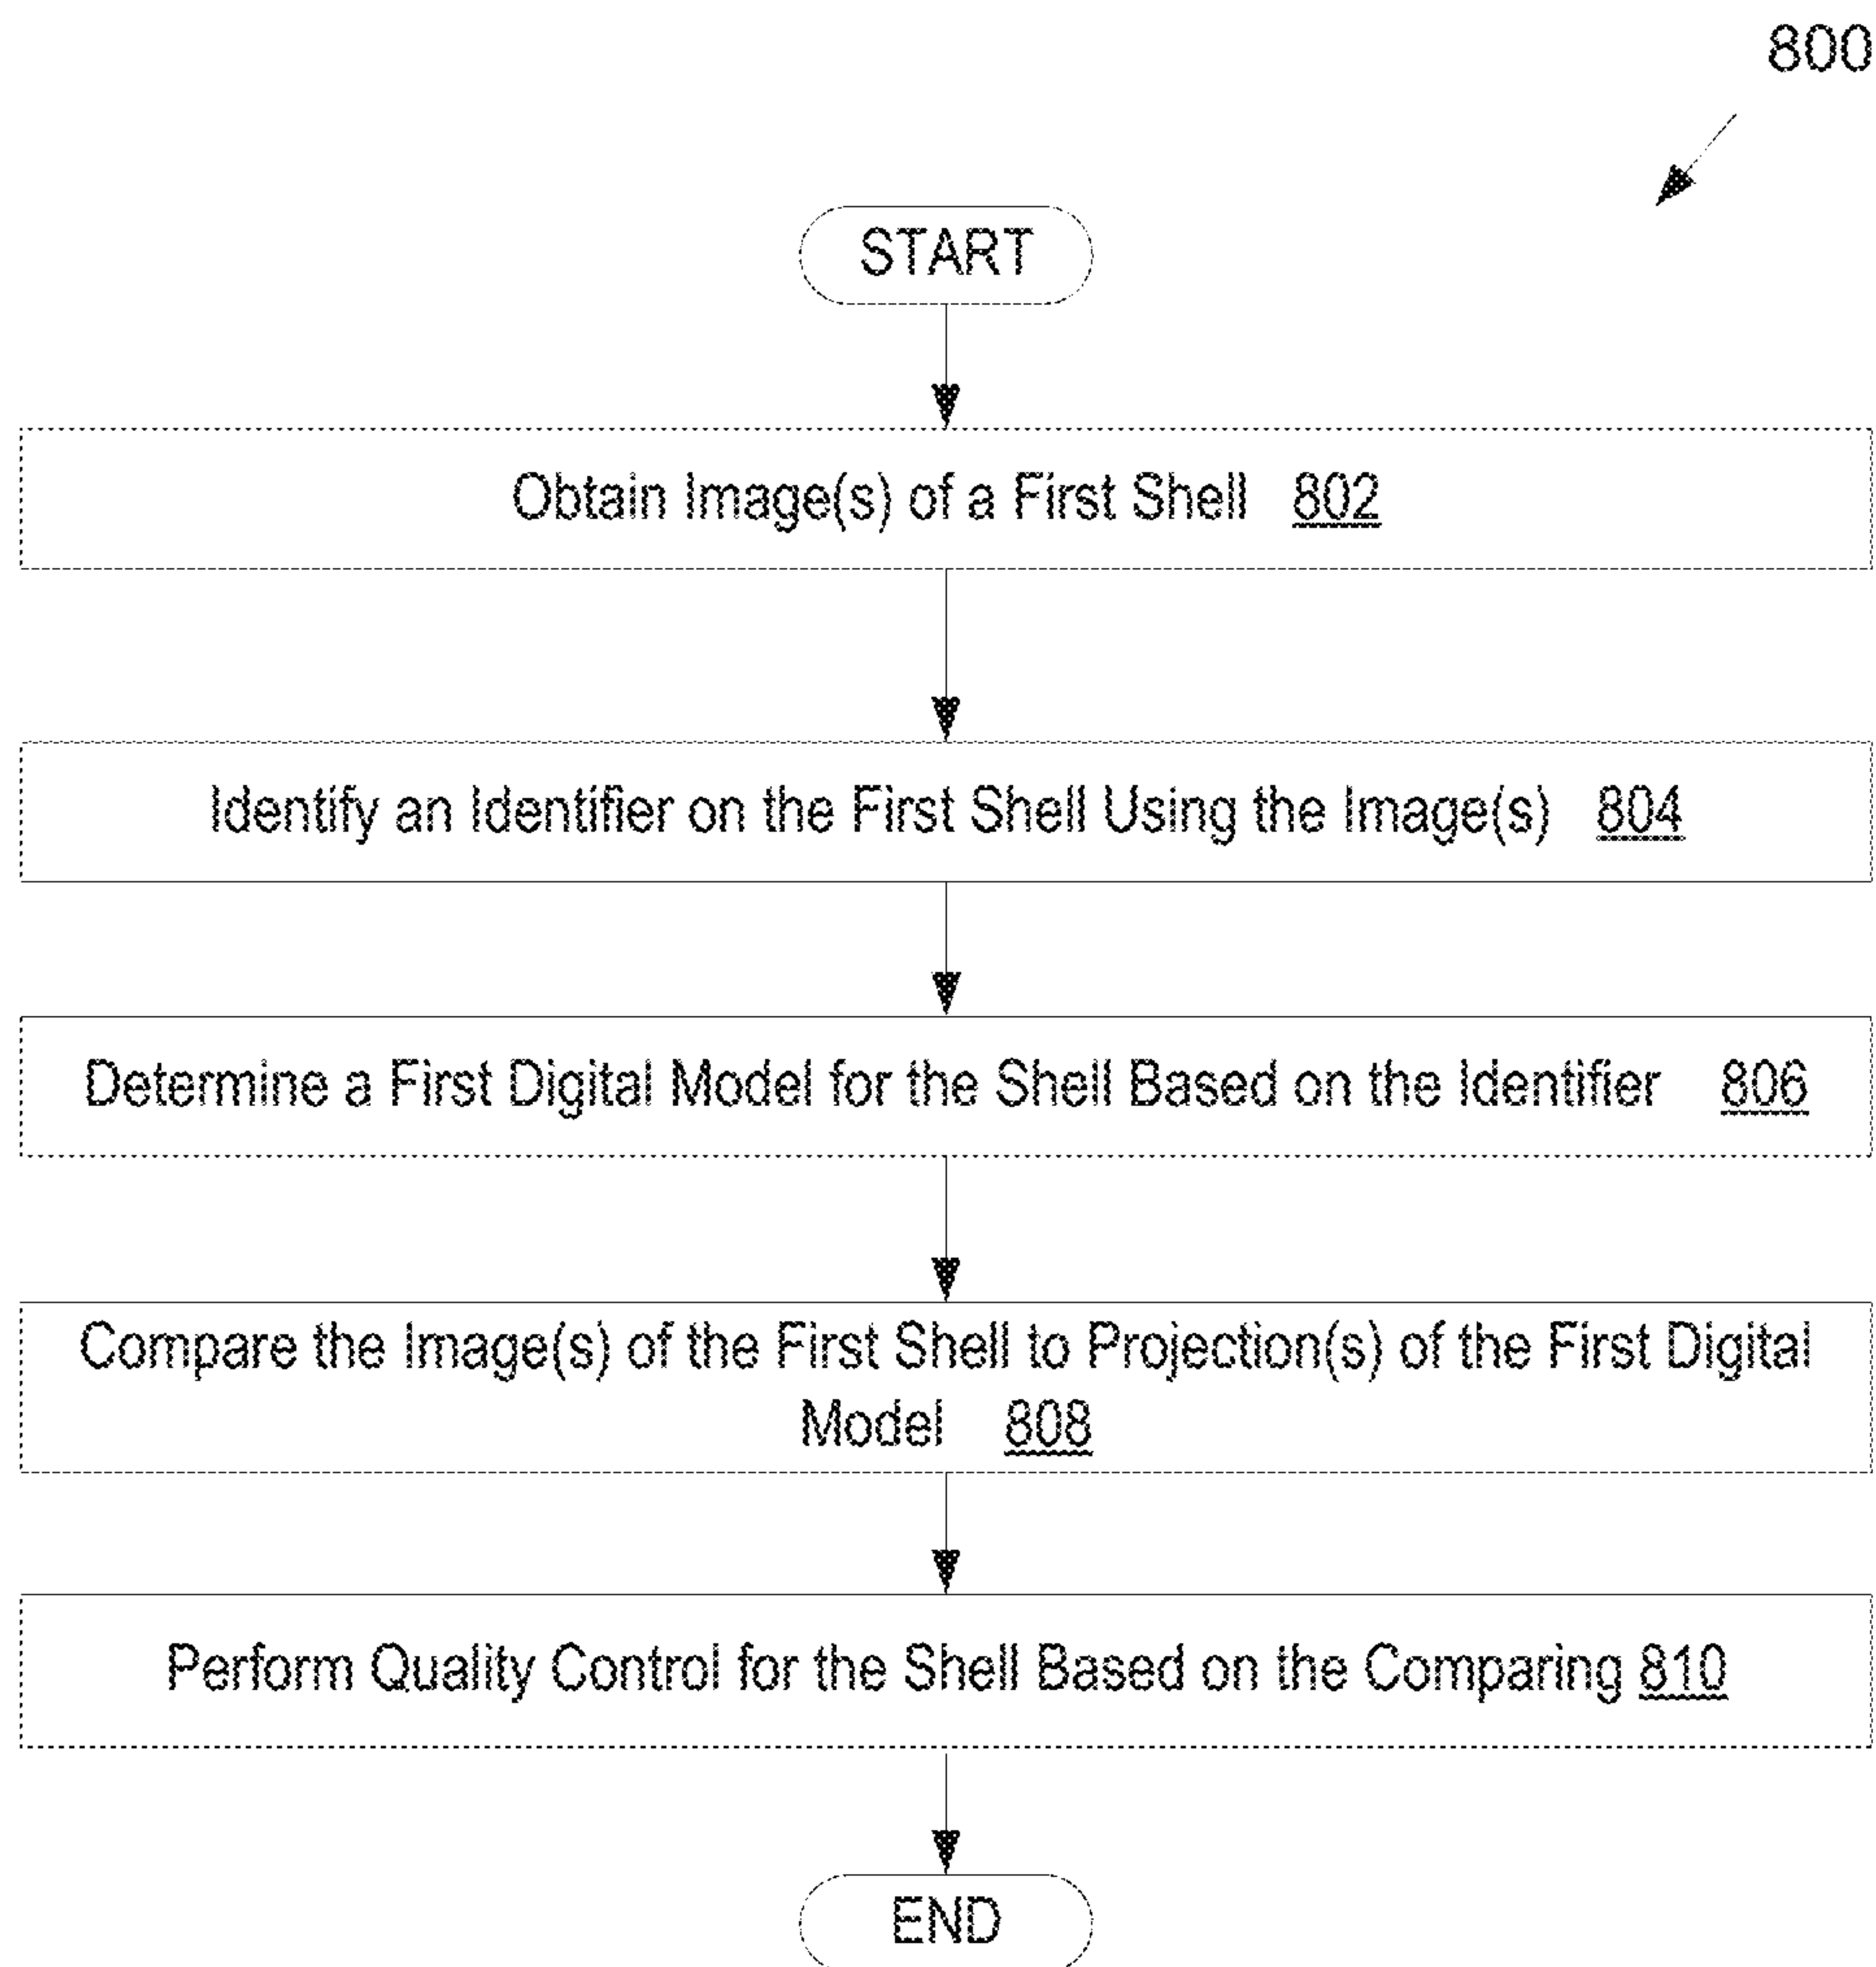 800
START
Obtain Image(s) of a First Shell 802
Identify an Identifier on the First Shell Using the Image(s) 804
Determine a First Digital Model for the Shell Based on the Identifier 806
Compare the Image(s) of the First Shell to Projection(s) of the First Digital
Model 808
Perform Quality Control for the Shell Based on the Comparing 810
END